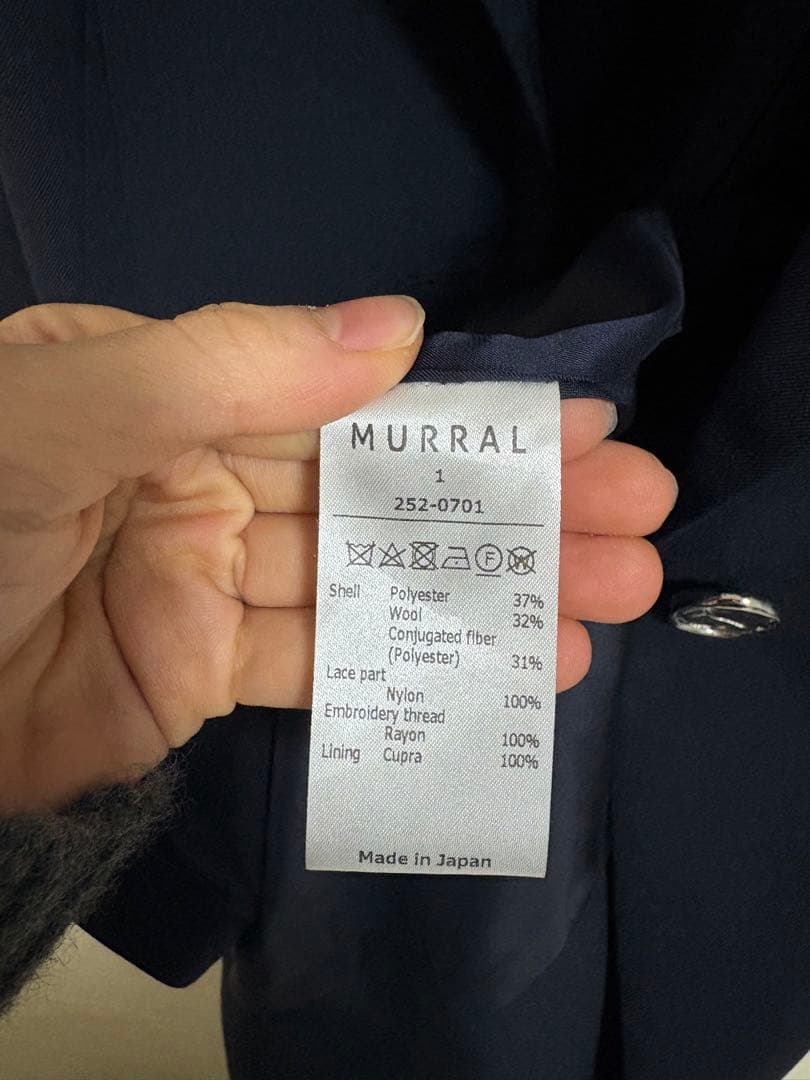 MURRAL
1
252-0701
F
W
Shell Polyester 37%
Wool 32%
Conjugated fiber
(Polyester) 31%
Lace part
Nylon 100%
Embroidery thread
Rayon 100%
Lining Cupra 100%
Made in Japan